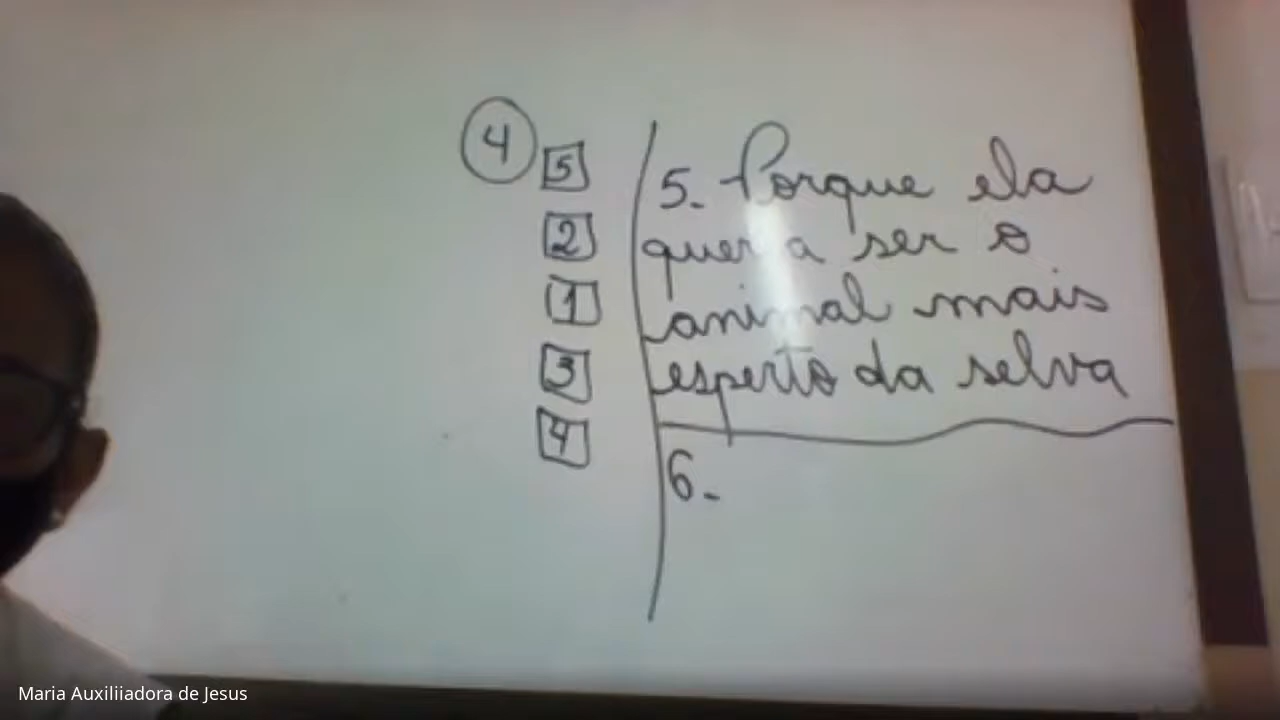 4
5
2
1
3
4
5. Porque ela
queria ser o
animal mais
esperto da selva
6.
Maria Auxiliiadora de Jesus